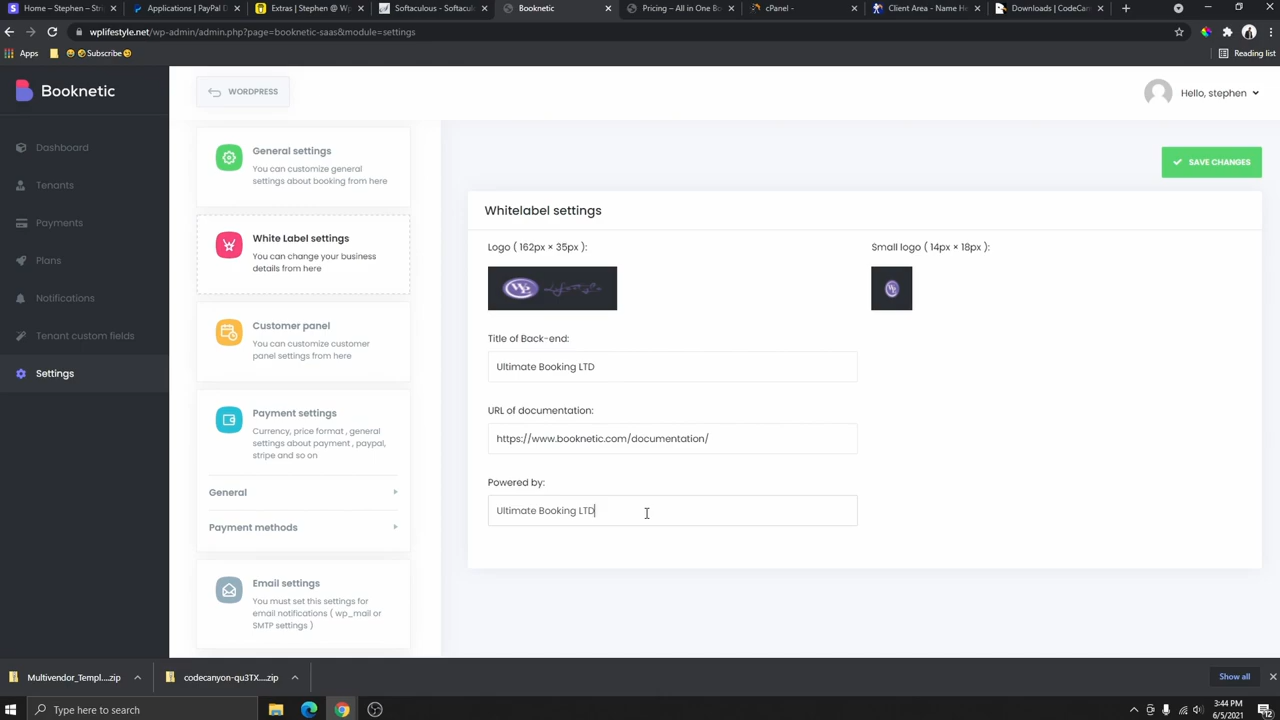 Home – Stephen – Str
Applications | PayPal D
Extras | Stephen @ Wp
Softaculous - Softacul
Booknetic
Pricing – All in One Bo
cPanel -
Client Area - Name He
Downloads | CodeCan
wplifestyle.net/wp-admin/admin.php?page=booknetic-saas&module=settings
Apps
Subscribe
Reading list
Booknetic
WORDPRESS
Hello, stephen
Dashboard
Tenants
Payments
Plans
Notifications
Tenant custom fields
Settings
General settings
You can customize general
settings about booking from here
White Label settings
You can change your business
details from here
Customer panel
You can customize customer
panel settings from here
Payment settings
Currency, price format , general
settings about payment , paypal,
stripe and so on
General
Payment methods
Email settings
You must set this settings for
email notifications ( wp_mail or
SMTP settings )
SAVE CHANGES
Whitelabel settings
Logo ( 162px × 35px ):
Small logo ( 14px × 18px ):
Title of Back-end:
Ultimate Booking LTD
URL of documentation:
https://www.booknetic.com/documentation/
Powered by:
Ultimate Booking LTD
Multivendor_Templ....zip
codecanyon-qu3TX....zip
Show all
Type here to search
3:44 PM
6/5/2021